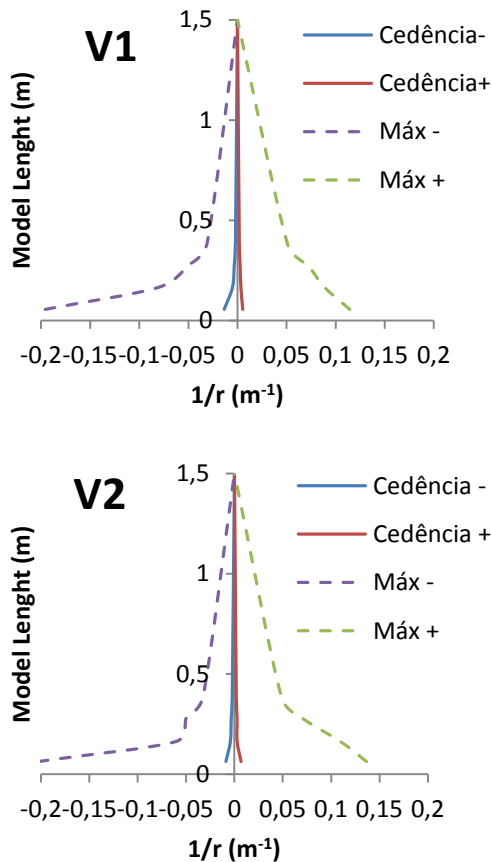 V1
Cedência-
Cedência+
Máx -
Máx +
Model Lenght (m)
1,5
1
0,5
0
-0,2 -0,15 -0,1 -0,05 0 0,05 0,1 0,15 0,2
1/r (m⁻¹)
V2
Cedência -
Cedência +
Máx -
Máx +
Model Lenght (m)
1,5
1
0,5
0
-0,2 -0,15 -0,1 -0,05 0 0,05 0,1 0,15 0,2
1/r (m⁻¹)